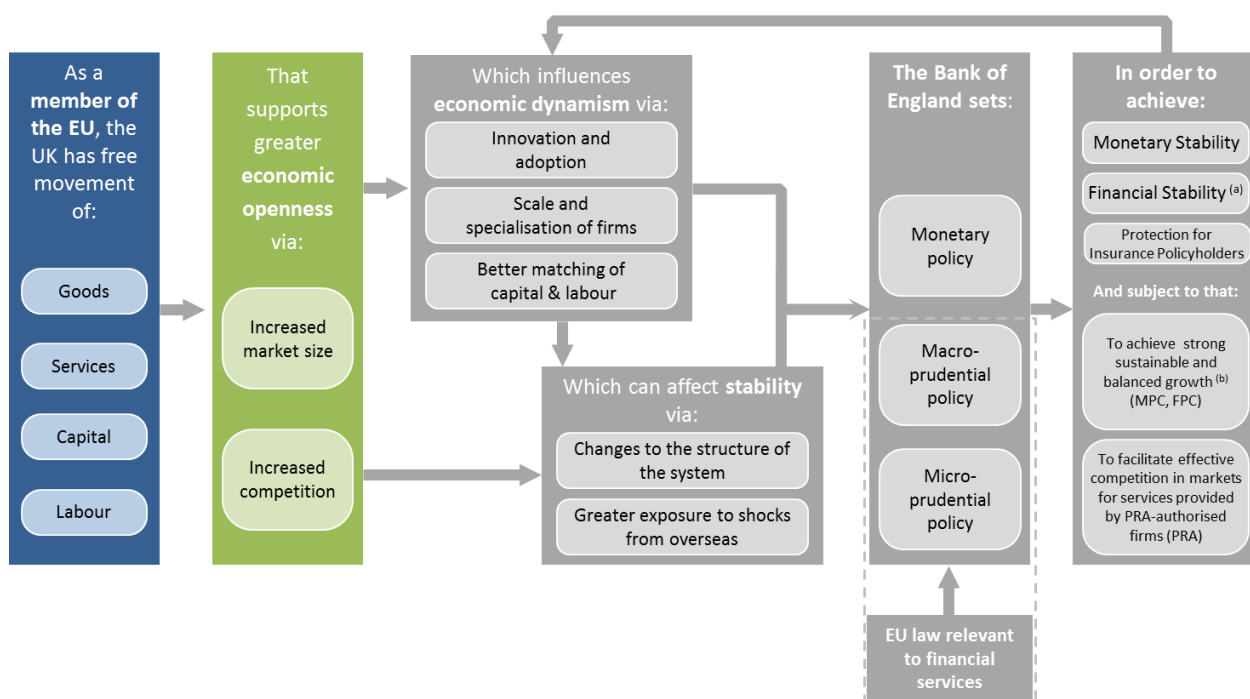 As a
member of
the EU, the
UK has free
movement
of:
Goods
Services
Capital
Labour
That
supports
greater
economic
openness
via:
Increased
market size
Increased
competition
Which influences
economic dynamism via:
Innovation and
adoption
Scale and
specialisation of firms
Better matching of
capital & labour
Which can affect stability
via:
Changes to the structure of
the system
Greater exposure to shocks
from overseas
The Bank of
England sets:
Monetary
policy
Macro-
prudential
policy
Micro-
prudential
policy
EU law relevant
to financial
services
In order to
achieve:
Monetary Stability
Financial Stability (a)
Protection for
Insurance Policyholders
And subject to that:
To achieve strong
sustainable and
balanced growth (b)
(MPC, FPC)
To facilitate effective
competition in markets
for services provided
by PRA-authorised
firms (PRA)